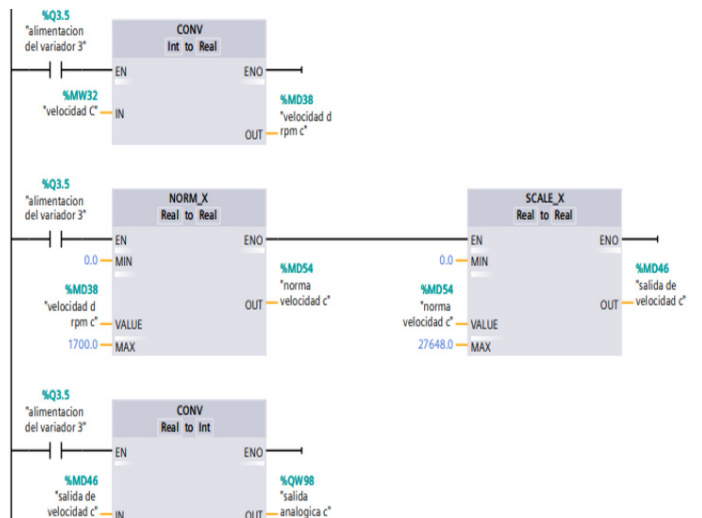 %Q3.5
"alimentacion
del variador 3"
CONV
Int to Real
EN
ENO
%MW32
"velocidad C"
IN
%MD38
"velocidad d
rpm c"
OUT
%Q3.5
"alimentacion
del variador 3"
NORM_X
Real to Real
EN
ENO
0.0
MIN
%MD38
"velocidad d
rpm c"
VALUE
1700.0
MAX
%MD54
"norma
velocidad c"
OUT
SCALE_X
Real to Real
EN
ENO
0.0
MIN
%MD54
"norma
velocidad c"
VALUE
27648.0
MAX
%MD46
"salida de
velocidad c"
OUT
%Q3.5
"alimentacion
del variador 3"
CONV
Real to Int
EN
ENO
%MD46
"salida de
velocidad c"
IN
%QW98
"salida
analogica c"
OUT